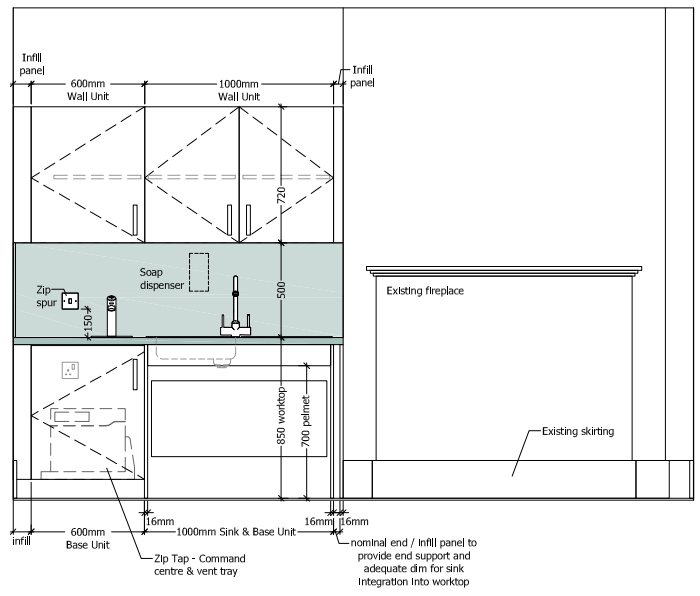 Infill
panel
600mm
Wall Unit
1000mm
Wall Unit
Infill
panel
720
Soap
dispenser
Zip
spur
150
500
Existing fireplace
850 worktop
700 pelmet
Existing skirting
16mm
16mm
16mm
infill
600mm
Base Unit
1000mm Sink & Base Unit
Zip Tap - Command
centre & vent tray
nominal end / infill panel to
provide end support and
adequate dim for sink
integration into worktop